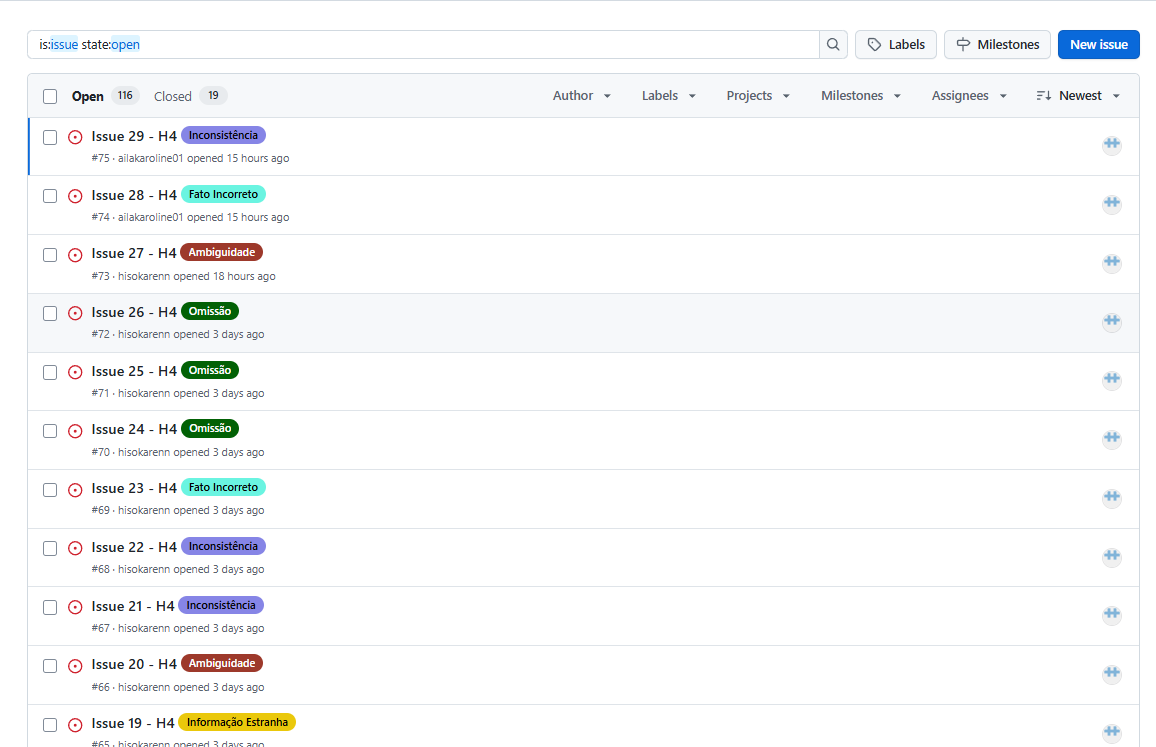 is:issue state:open Labels Milestones New issue
Open 116 Closed 19 Author Labels Projects Milestones Assignees Newest
Issue 29 - H4 Inconsistência
#75 · ailakaroline01 opened 15 hours ago
Issue 28 - H4 Fato Incorreto
#74 · ailakaroline01 opened 15 hours ago
Issue 27 - H4 Ambiguidade
#73 · hisokarenn opened 18 hours ago
Issue 26 - H4 Omissão
#72 · hisokarenn opened 3 days ago
Issue 25 - H4 Omissão
#71 · hisokarenn opened 3 days ago
Issue 24 - H4 Omissão
#70 · hisokarenn opened 3 days ago
Issue 23 - H4 Fato Incorreto
#69 · hisokarenn opened 3 days ago
Issue 22 - H4 Inconsistência
#68 · hisokarenn opened 3 days ago
Issue 21 - H4 Inconsistência
#67 · hisokarenn opened 3 days ago
Issue 20 - H4 Ambiguidade
#66 · hisokarenn opened 3 days ago
Issue 19 - H4 Informação Estranha
#65 · hisokarenn opened 3 days ago